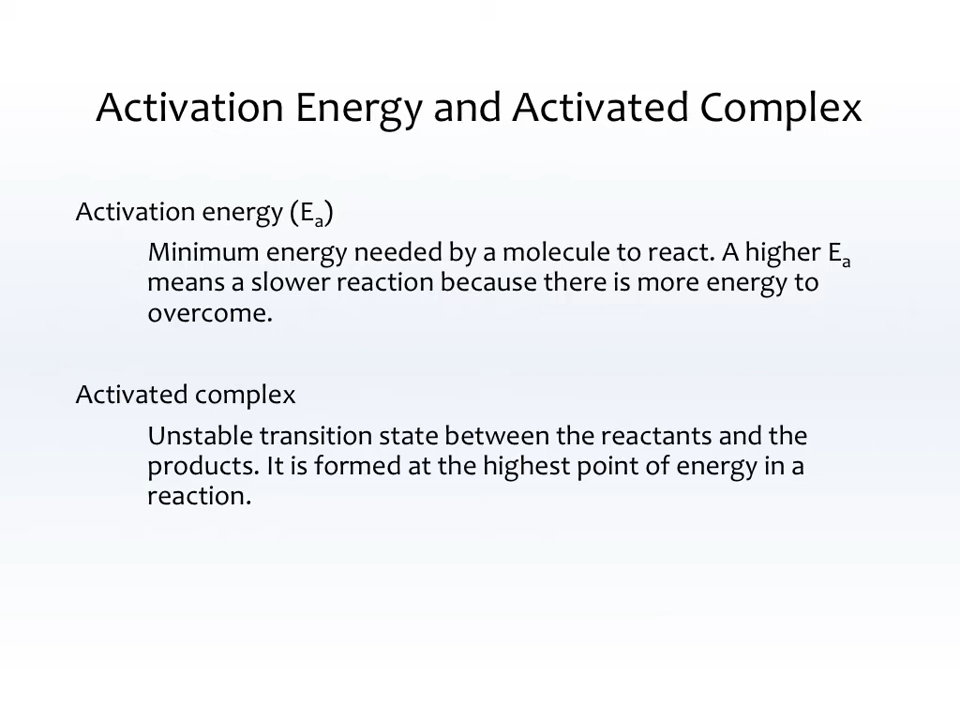 Activation Energy and Activated Complex
Activation energy (Ea)
Minimum energy needed by a molecule to react. A higher Ea
means a slower reaction because there is more energy to
overcome.
Activated complex
Unstable transition state between the reactants and the
products. It is formed at the highest point of energy in a
reaction.